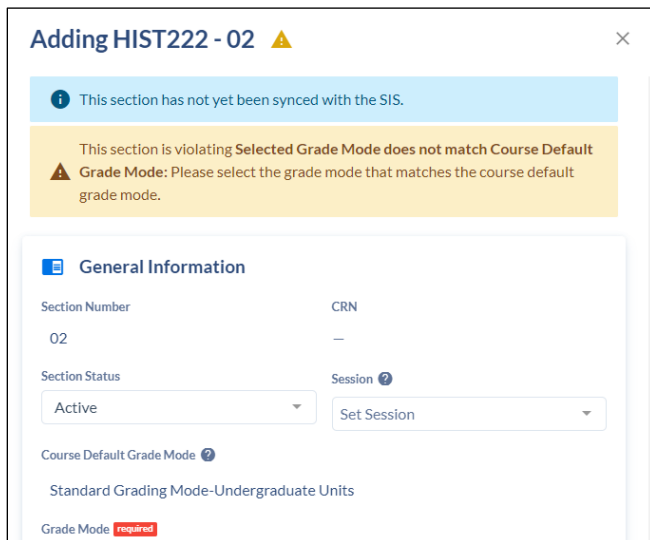 Adding HIST222 - 02
This section has not yet been synced with the SIS.
This section is violating Selected Grade Mode does not match Course Default
Grade Mode: Please select the grade mode that matches the course default
grade mode.
General Information
Section Number
CRN
02
—
Section Status
Session
Active
Set Session
Course Default Grade Mode
Standard Grading Mode-Undergraduate Units
Grade Mode required